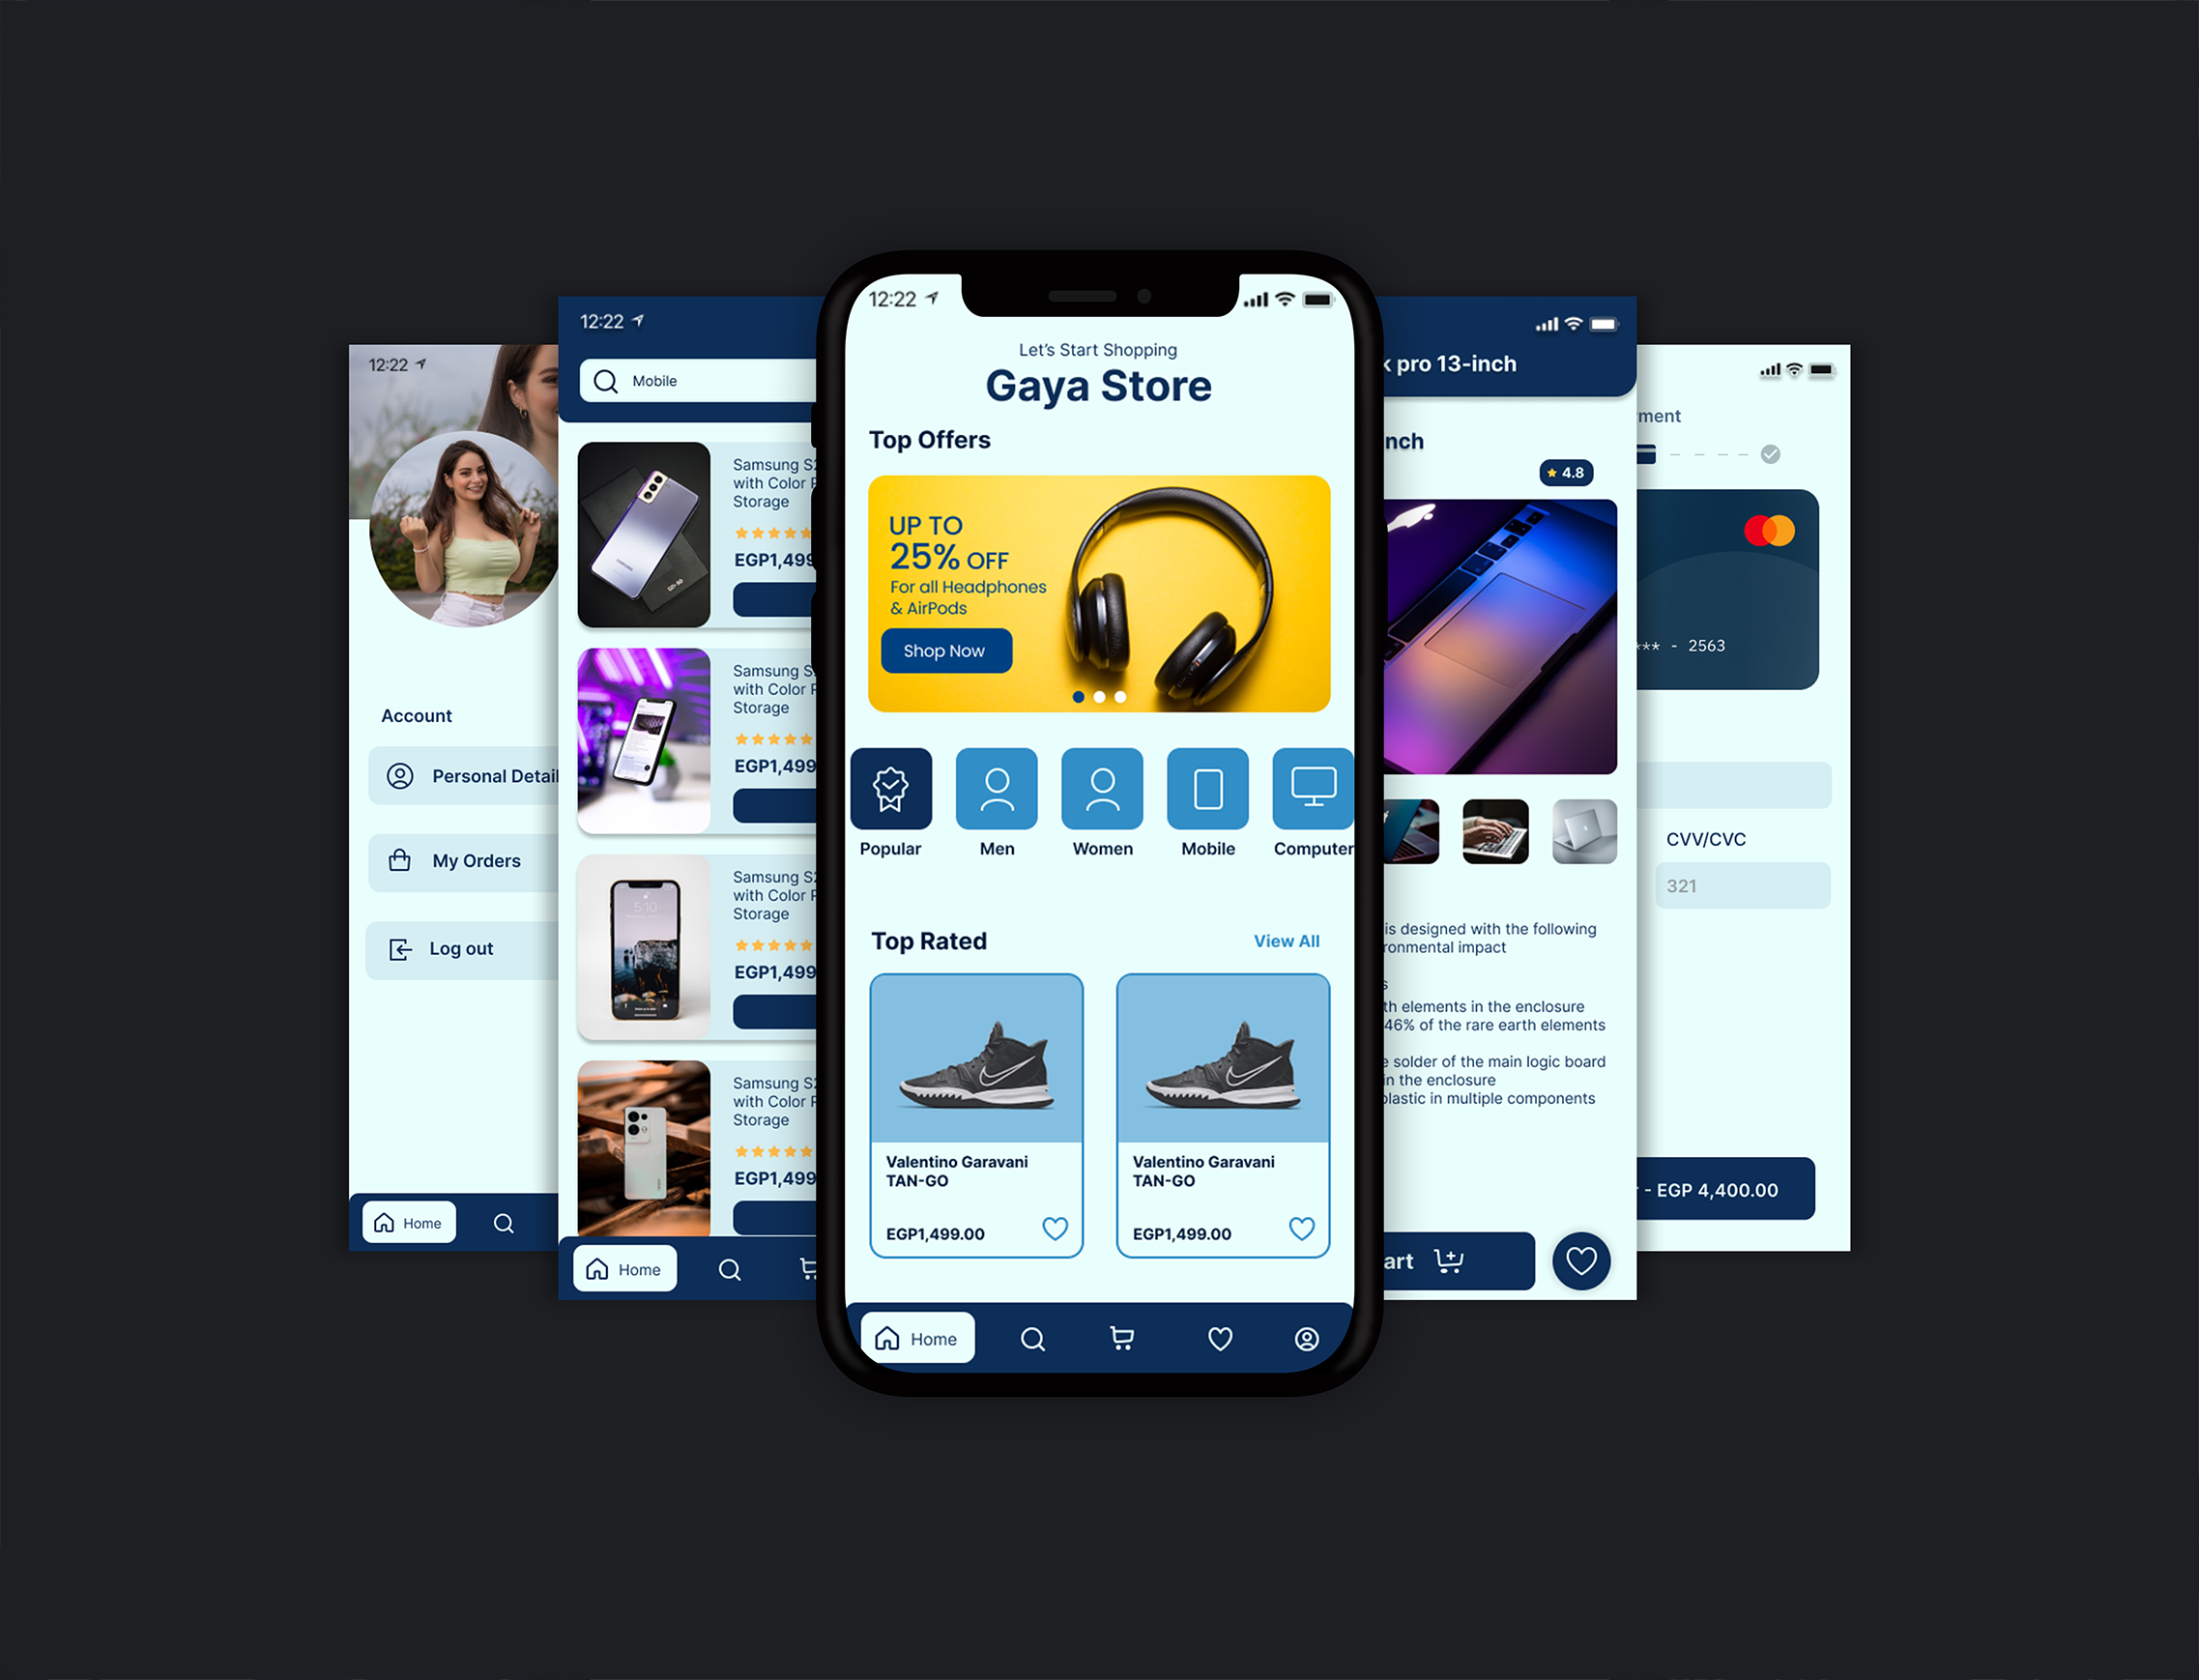 12:22
Account
Personal Detail
My Orders
Log out
Home
12:22
Mobile
Samsung S2
with Color
Storage
EGP1,499
Samsung S2
with Color
Storage
EGP1,499
Samsung S2
with Color
Storage
EGP1,499
Samsung S2
with Color
Storage
EGP1,499
Home
12:22
Let's Start Shopping
Gaya Store
Top Offers
UP TO
25% OFF
For all Headphones
& AirPods
Shop Now
Popular
Men
Women
Mobile
Computer
Top Rated
View All
Valentino Garavani
TAN-GO
EGP1,499.00
Valentino Garavani
TAN-GO
EGP1,499.00
Home
k pro 13-inch
nch
4.8
is designed with the following
ronmental impact
s
th elements in the enclosure
46% of the rare earth elements
e solder of the main logic board
in the enclosure
plastic in multiple components
art
ment
*** - 2563
CVV/CVC
321
- EGP 4,400.00